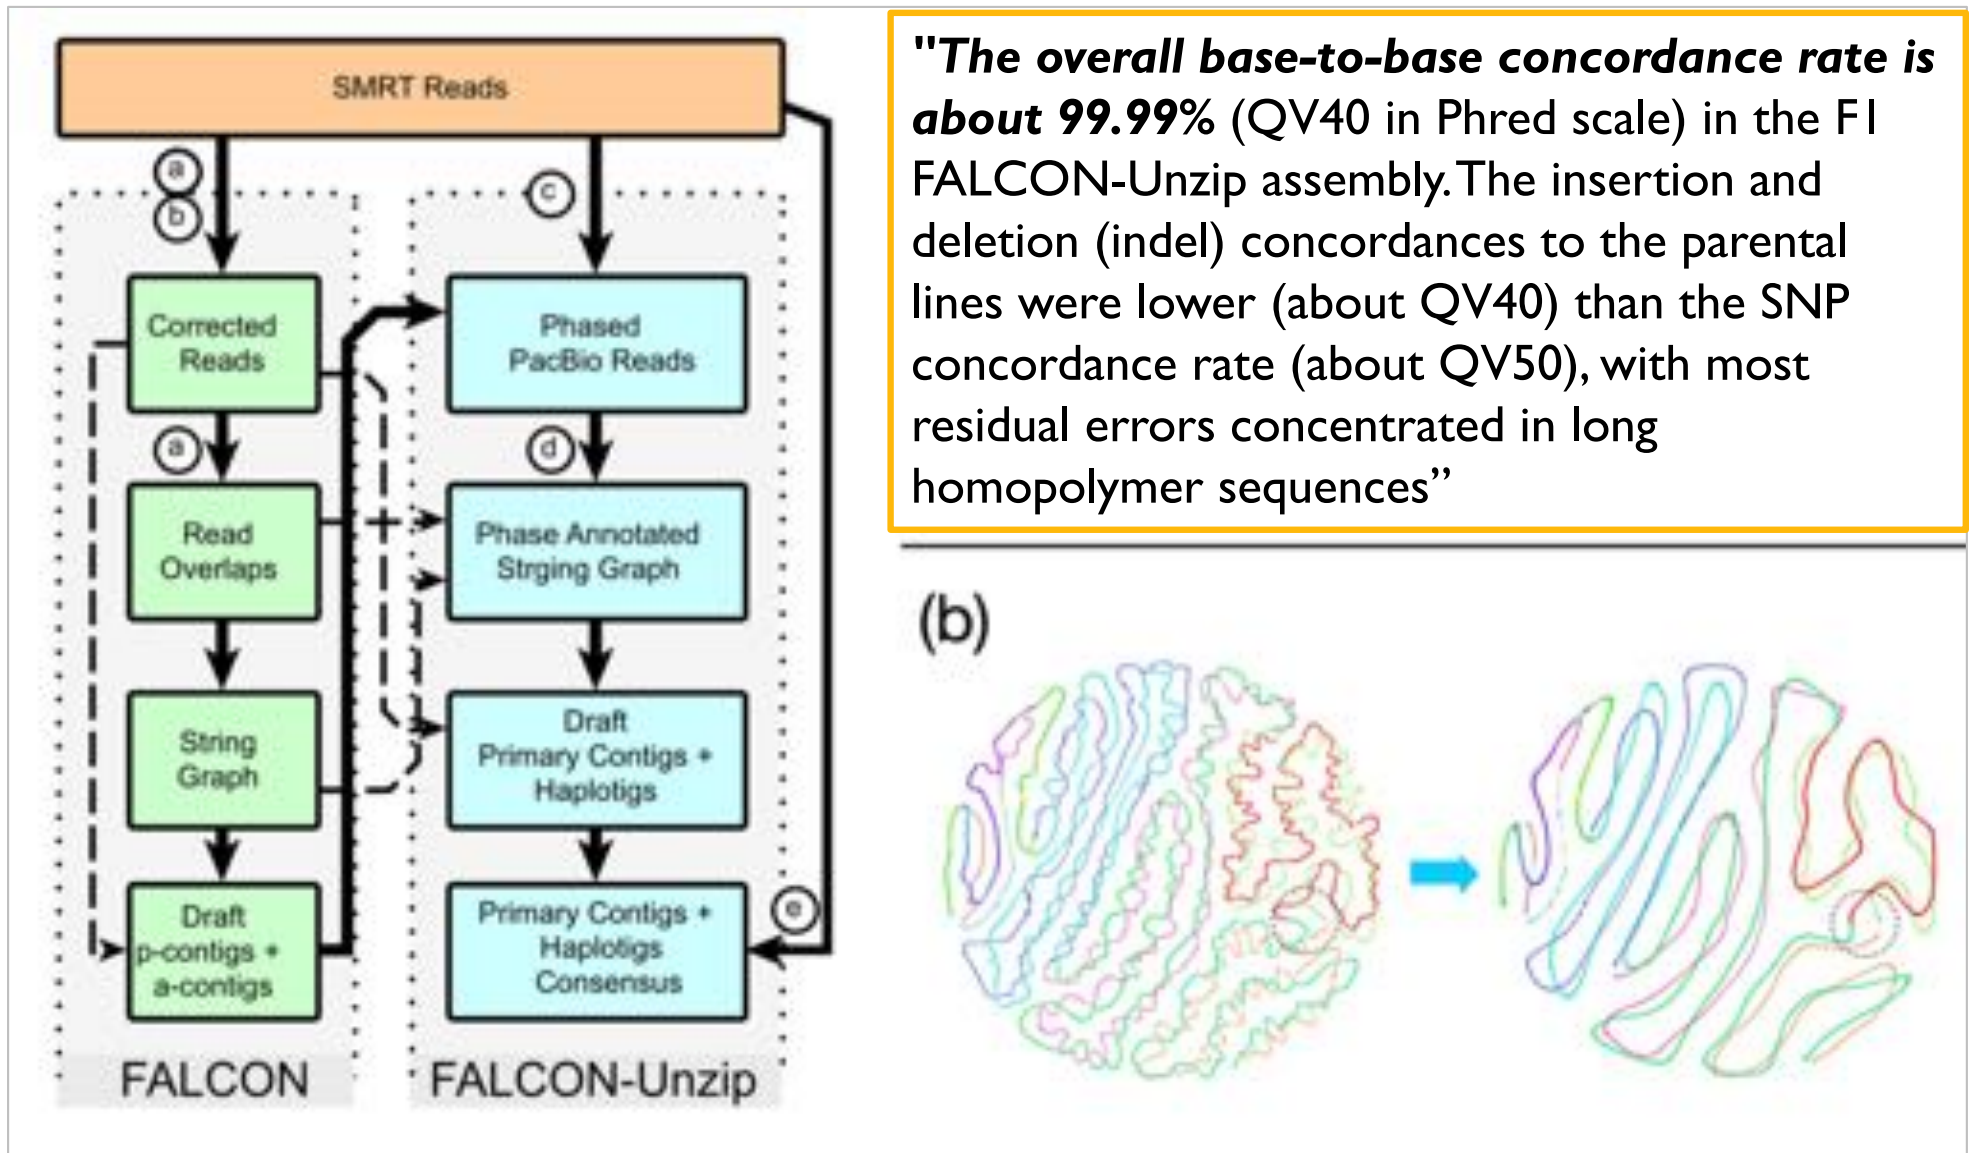 SMRT Reads
a
b
c
Corrected
Reads
Phased
PacBio Reads
a
d
Read
Overlaps
Phase Annotated
Strging Graph
String
Graph
Draft
Primary Contigs +
Haplotigs
Draft
p-contigs +
a-contigs
Primary Contigs +
Haplotigs
Consensus
e
FALCON
FALCON-Unzip
"The overall base-to-base concordance rate is
about 99.99% (QV40 in Phred scale) in the F1
FALCON-Unzip assembly. The insertion and
deletion (indel) concordances to the parental
lines were lower (about QV40) than the SNP
concordance rate (about QV50), with most
residual errors concentrated in long
homopolymer sequences”
(b)